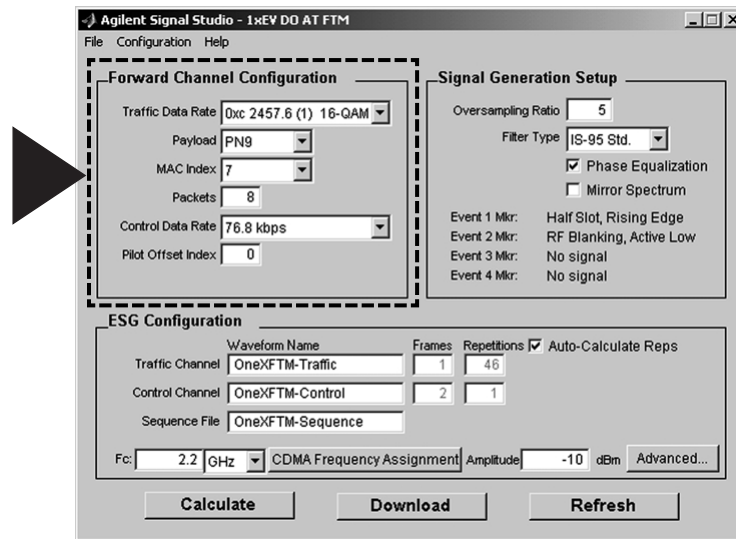 Agilent Signal Studio - 1xEV DO AT FTM
File Configuration Help
Forward Channel Configuration
Traffic Data Rate 0xc 2457.6 (1) 16-QAM
Payload PN9
MAC Index 7
Packets 8
Control Data Rate 76.8 kbps
Pilot Offset Index 0
Signal Generation Setup
Oversampling Ratio 5
Filter Type IS-95 Std.
Phase Equalization
Mirror Spectrum
Event 1 Mkr: Half Slot, Rising Edge
Event 2 Mkr: RF Blanking, Active Low
Event 3 Mkr: No signal
Event 4 Mkr: No signal
ESG Configuration
Waveform Name Frames Repetitions Auto-Calculate Reps
Traffic Channel OneXFTM-Traffic 1 46
Control Channel OneXFTM-Control 2 1
Sequence File OneXFTM-Sequence
Fc: 2.2 GHz CDMA Frequency Assignment Amplitude -10 dBm Advanced...
Calculate Download Refresh